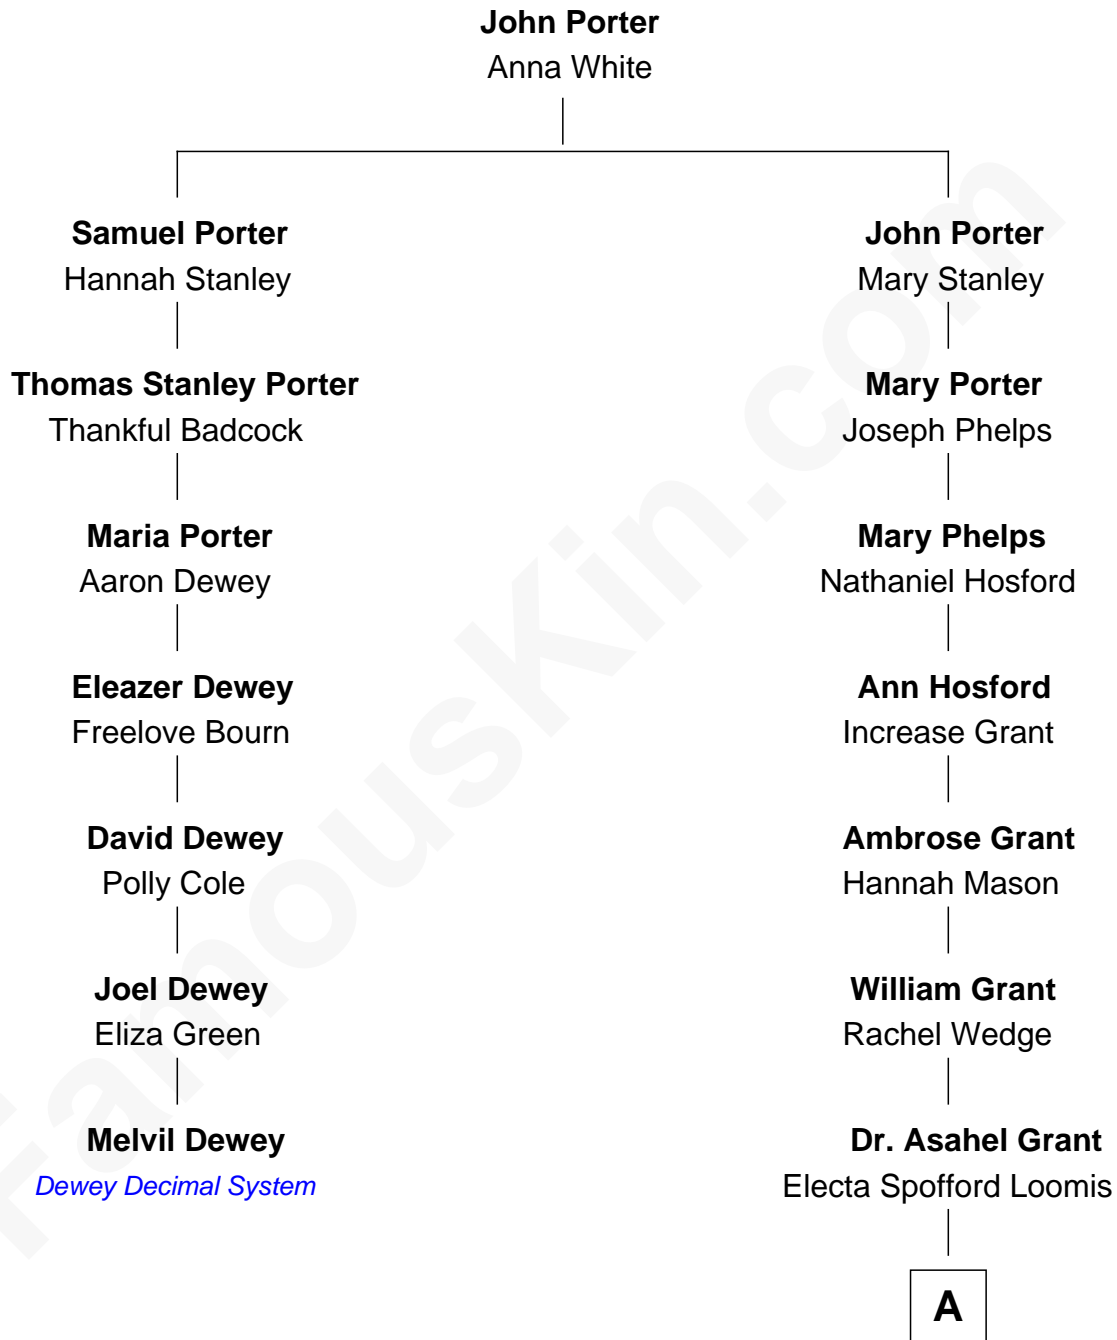 John Porter
Anna White
Samuel Porter
Hannah Stanley
John Porter
Mary Stanley
Thomas Stanley Porter
Thankful Badcock
Mary Porter
Joseph Phelps
Maria Porter
Aaron Dewey
Mary Phelps
Nathaniel Hosford
Eleazer Dewey
Freelove Bourn
Ann Hosford
Increase Grant
David Dewey
Polly Cole
Ambrose Grant
Hannah Mason
Joel Dewey
Eliza Green
William Grant
Rachel Wedge
Melvil Dewey
Dewey Decimal System
Dr. Asahel Grant
Electa Spofford Loomis
A
FamousKin.com